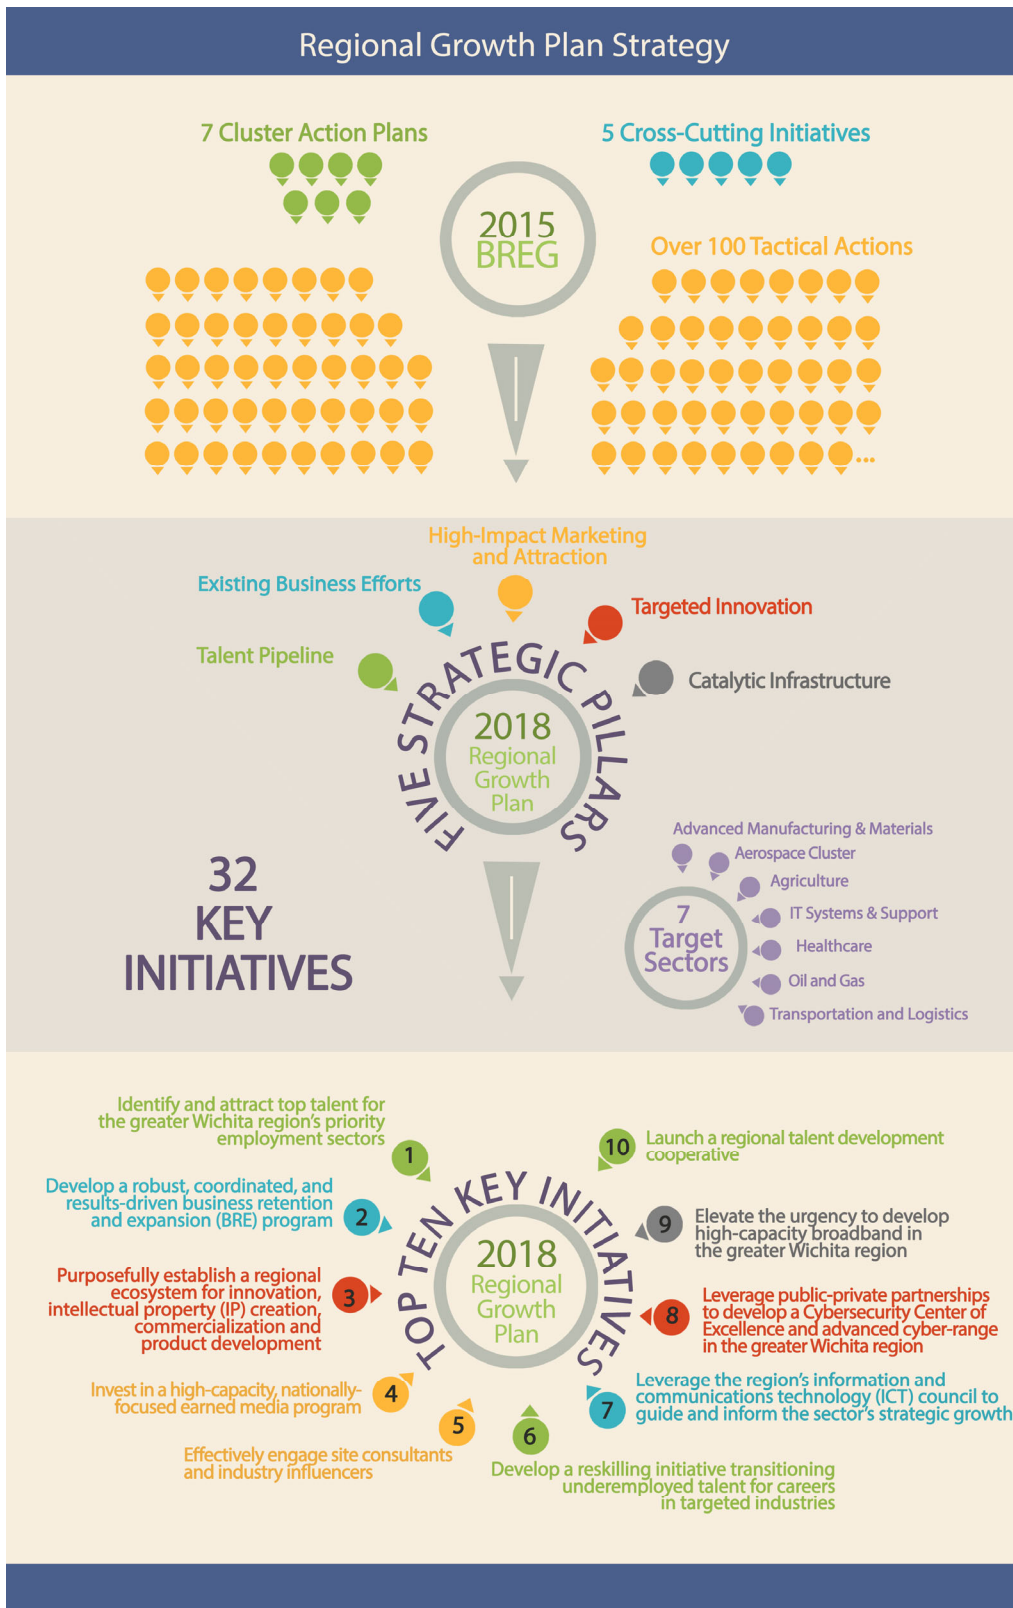 Regional Growth Plan Strategy
7 Cluster Action Plans
5 Cross-Cutting Initiatives
2015
BREG
Over 100 Tactical Actions
...
High-Impact Marketing
and Attraction
Existing Business Efforts
Targeted Innovation
Talent Pipeline
Catalytic Infrastructure
FIVE STRATEGIC PILLARS
2018
Regional
Growth
Plan
32
KEY
INITIATIVES
7
Target
Sectors
Advanced Manufacturing & Materials
Aerospace Cluster
Agriculture
IT Systems & Support
Healthcare
Oil and Gas
Transportation and Logistics
TOP TEN KEY INITIATIVES
2018
Regional
Growth
Plan
Identify and attract top talent for
the greater Wichita region's priority
employment sectors
1
Develop a robust, coordinated, and
results-driven business retention
and expansion (BRE) program
2
Purposefully establish a regional
ecosystem for innovation,
intellectual property (IP) creation,
commercialization and
product development
3
Invest in a high-capacity, nationally-
focused earned media program
4
Effectively engage site consultants
and industry influencers
5
6
Develop a reskilling initiative transitioning
underemployed talent for careers
in targeted industries
7
Leverage the region's information and
communications technology (ICT) council to
guide and inform the sector's strategic growth
8
Leverage public-private partnerships
to develop a Cybersecurity Center of
Excellence and advanced cyber-range
in the greater Wichita region
9
Elevate the urgency to develop
high-capacity broadband in
the greater Wichita region
10
Launch a regional talent development
cooperative